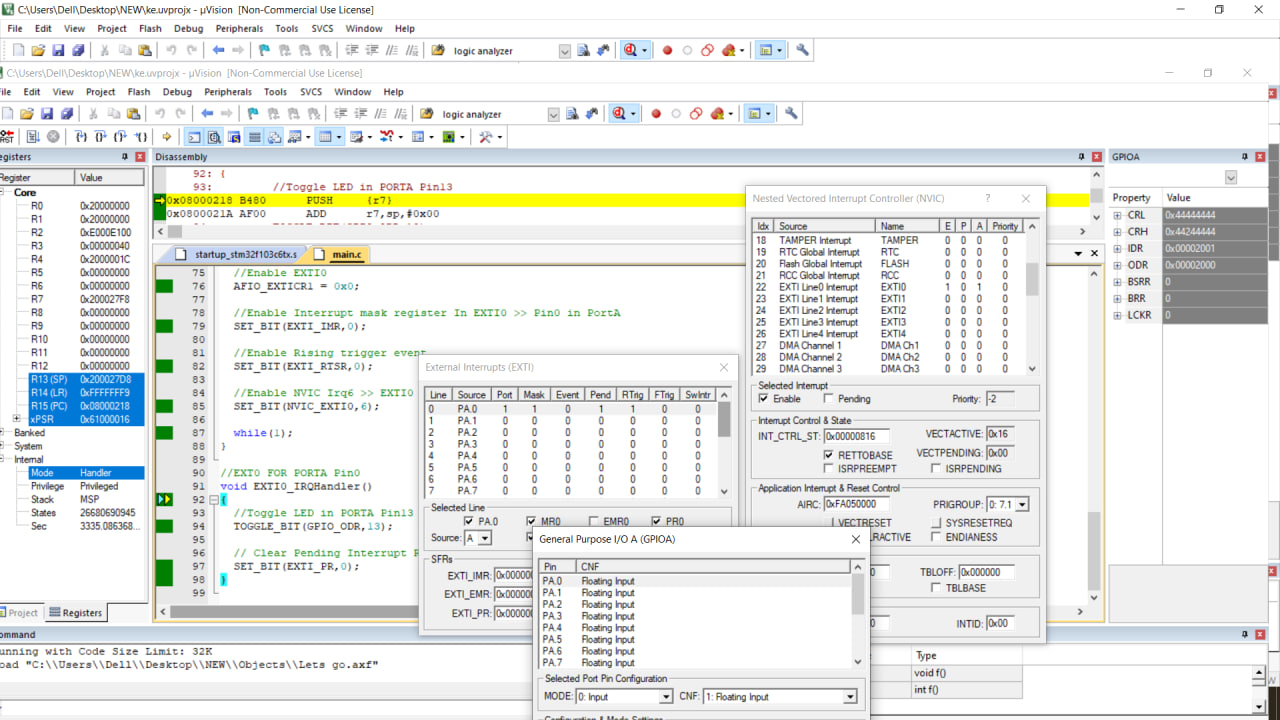 C:\Users\Dell\Desktop\NEW\ke.uvprojx - µVision [Non-Commercial Use License]
File Edit View Project Flash Debug Peripherals Tools SVCS Window Help
logic analyzer
C:\Users\Dell\Desktop\NEW\ke.uvprojx - µVision [Non-Commercial Use License]
ile Edit View Project Flash Debug Peripherals Tools SVCS Window Help
logic analyzer
RST
egisters
Register Value
Core
R0 0x20000000
R1 0x20000000
R2 0xE000E100
R3 0x00000040
R4 0x2000001C
R5 0x00000000
R6 0x00000000
R7 0x200027F8
R8 0x00000000
R9 0x00000000
R10 0x00000000
R11 0x00000000
R12 0x00000000
R13 (SP) 0x200027D8
R14 (LR) 0xFFFFFFF9
R15 (PC) 0x08000218
xPSR 0x61000016
Banked
System
Internal
Mode Handler
Privilege Privileged
Stack MSP
States 26680690945
Sec 3335.086368...
Project Registers
Disassembly
92: {
93: //Toggle LED in PORTA Pin13
0x08000218 B480 PUSH {r7}
0x0800021A AF00 ADD r7,sp,#0x00
startup_stm32f103c6tx.s main.c
75 //Enable EXTI0
76 AFIO_EXTICR1 = 0x0;
77
78 //Enable Interrupt mask register In EXTI0 >> Pin0 in PortA
79 SET_BIT(EXTI_IMR,0);
80
81 //Enable Rising trigger event
82 SET_BIT(EXTI_RTSR,0);
83
84 //Enable NVIC Irq6 >> EXTI0
85 SET_BIT(NVIC_EXTI0,6);
86
87 while(1);
88 }
89
90 //EXT0 FOR PORTA Pin0
91 void EXTI0_IRQHandler()
92 {
93 //Toggle LED in PORTA Pin13
94 TOGGLE_BIT(GPIO_ODR,13);
95
96 // Clear Pending Interrupt R
97 SET_BIT(EXTI_PR,0);
98 }
99
External Interrupts (EXTI)
Line Source Port Mask Event Pend RTrig FTrig SwIntr
0 PA.0 1 1 0 1 1 0 0
1 PA.1 0 0 0 0 0 0 0
2 PA.2 0 0 0 0 0 0 0
3 PA.3 0 0 0 0 0 0 0
4 PA.4 0 0 0 0 0 0 0
5 PA.5 0 0 0 0 0 0 0
6 PA.6 0 0 0 0 0 0 0
7 PA.7 0 0 0 0 0 0 0
Selected Line
PA.0 MR0 EMR0 PR0
Source: A
SFRs
EXTI_IMR: 0x00000
EXTI_EMR: 0x00000
EXTI_PR: 0x00000
Nested Vectored Interrupt Controller (NVIC) ?
Idx Source Name E P A Priority
18 TAMPER Interrupt TAMPER 0 0 0 0
19 RTC Global Interrupt RTC 0 0 0 0
20 Flash Global Interrupt FLASH 0 0 0 0
21 RCC Global Interrupt RCC 0 0 0 0
22 EXTI Line0 Interrupt EXTI0 1 0 1 0
23 EXTI Line1 Interrupt EXTI1 0 0 0 0
24 EXTI Line2 Interrupt EXTI2 0 0 0 0
25 EXTI Line3 Interrupt EXTI3 0 0 0 0
26 EXTI Line4 Interrupt EXTI4 0 0 0 0
27 DMA Channel 1 DMA Ch1 0 0 0 0
28 DMA Channel 2 DMA Ch2 0 0 0 0
29 DMA Channel 3 DMA Ch3 0 0 0 0
Selected Interrupt
Enable Pending Priority: -2
Interrupt Control & State
INT_CTRL_ST: 0x00000816 VECTACTIVE: 0x16
RETTOBASE VECTPENDING: 0x00
ISRPREEMPT ISRPENDING
Application Interrupt & Reset Control
AIRC: 0xFA050000 PRIGROUP: 0: 7.1
VECTRESET SYSRESETREQ
LRACTIVE ENDIANESS
0 TBLOFF: 0x000000
TBLBASE
0 INTID: 0x00
General Purpose I/O A (GPIOA)
Pin CNF
PA.0 Floating Input
PA.1 Floating Input
PA.2 Floating Input
PA.3 Floating Input
PA.4 Floating Input
PA.5 Floating Input
PA.6 Floating Input
PA.7 Floating Input
Selected Port Pin Configuration
MODE: 0: Input CNF: 1: Floating Input
Configuration & Mode Settings
GPIOA
Property Value
CRL 0x44444444
CRH 0x44244444
IDR 0x00002001
ODR 0x00002000
BSRR 0
BRR 0
LCKR 0
ommand
unning with Code Size Limit: 32K
oad "C:\\Users\\Dell\\Desktop\\NEW\\Objects\\Lets go.axf"
Type
void f()
int f()